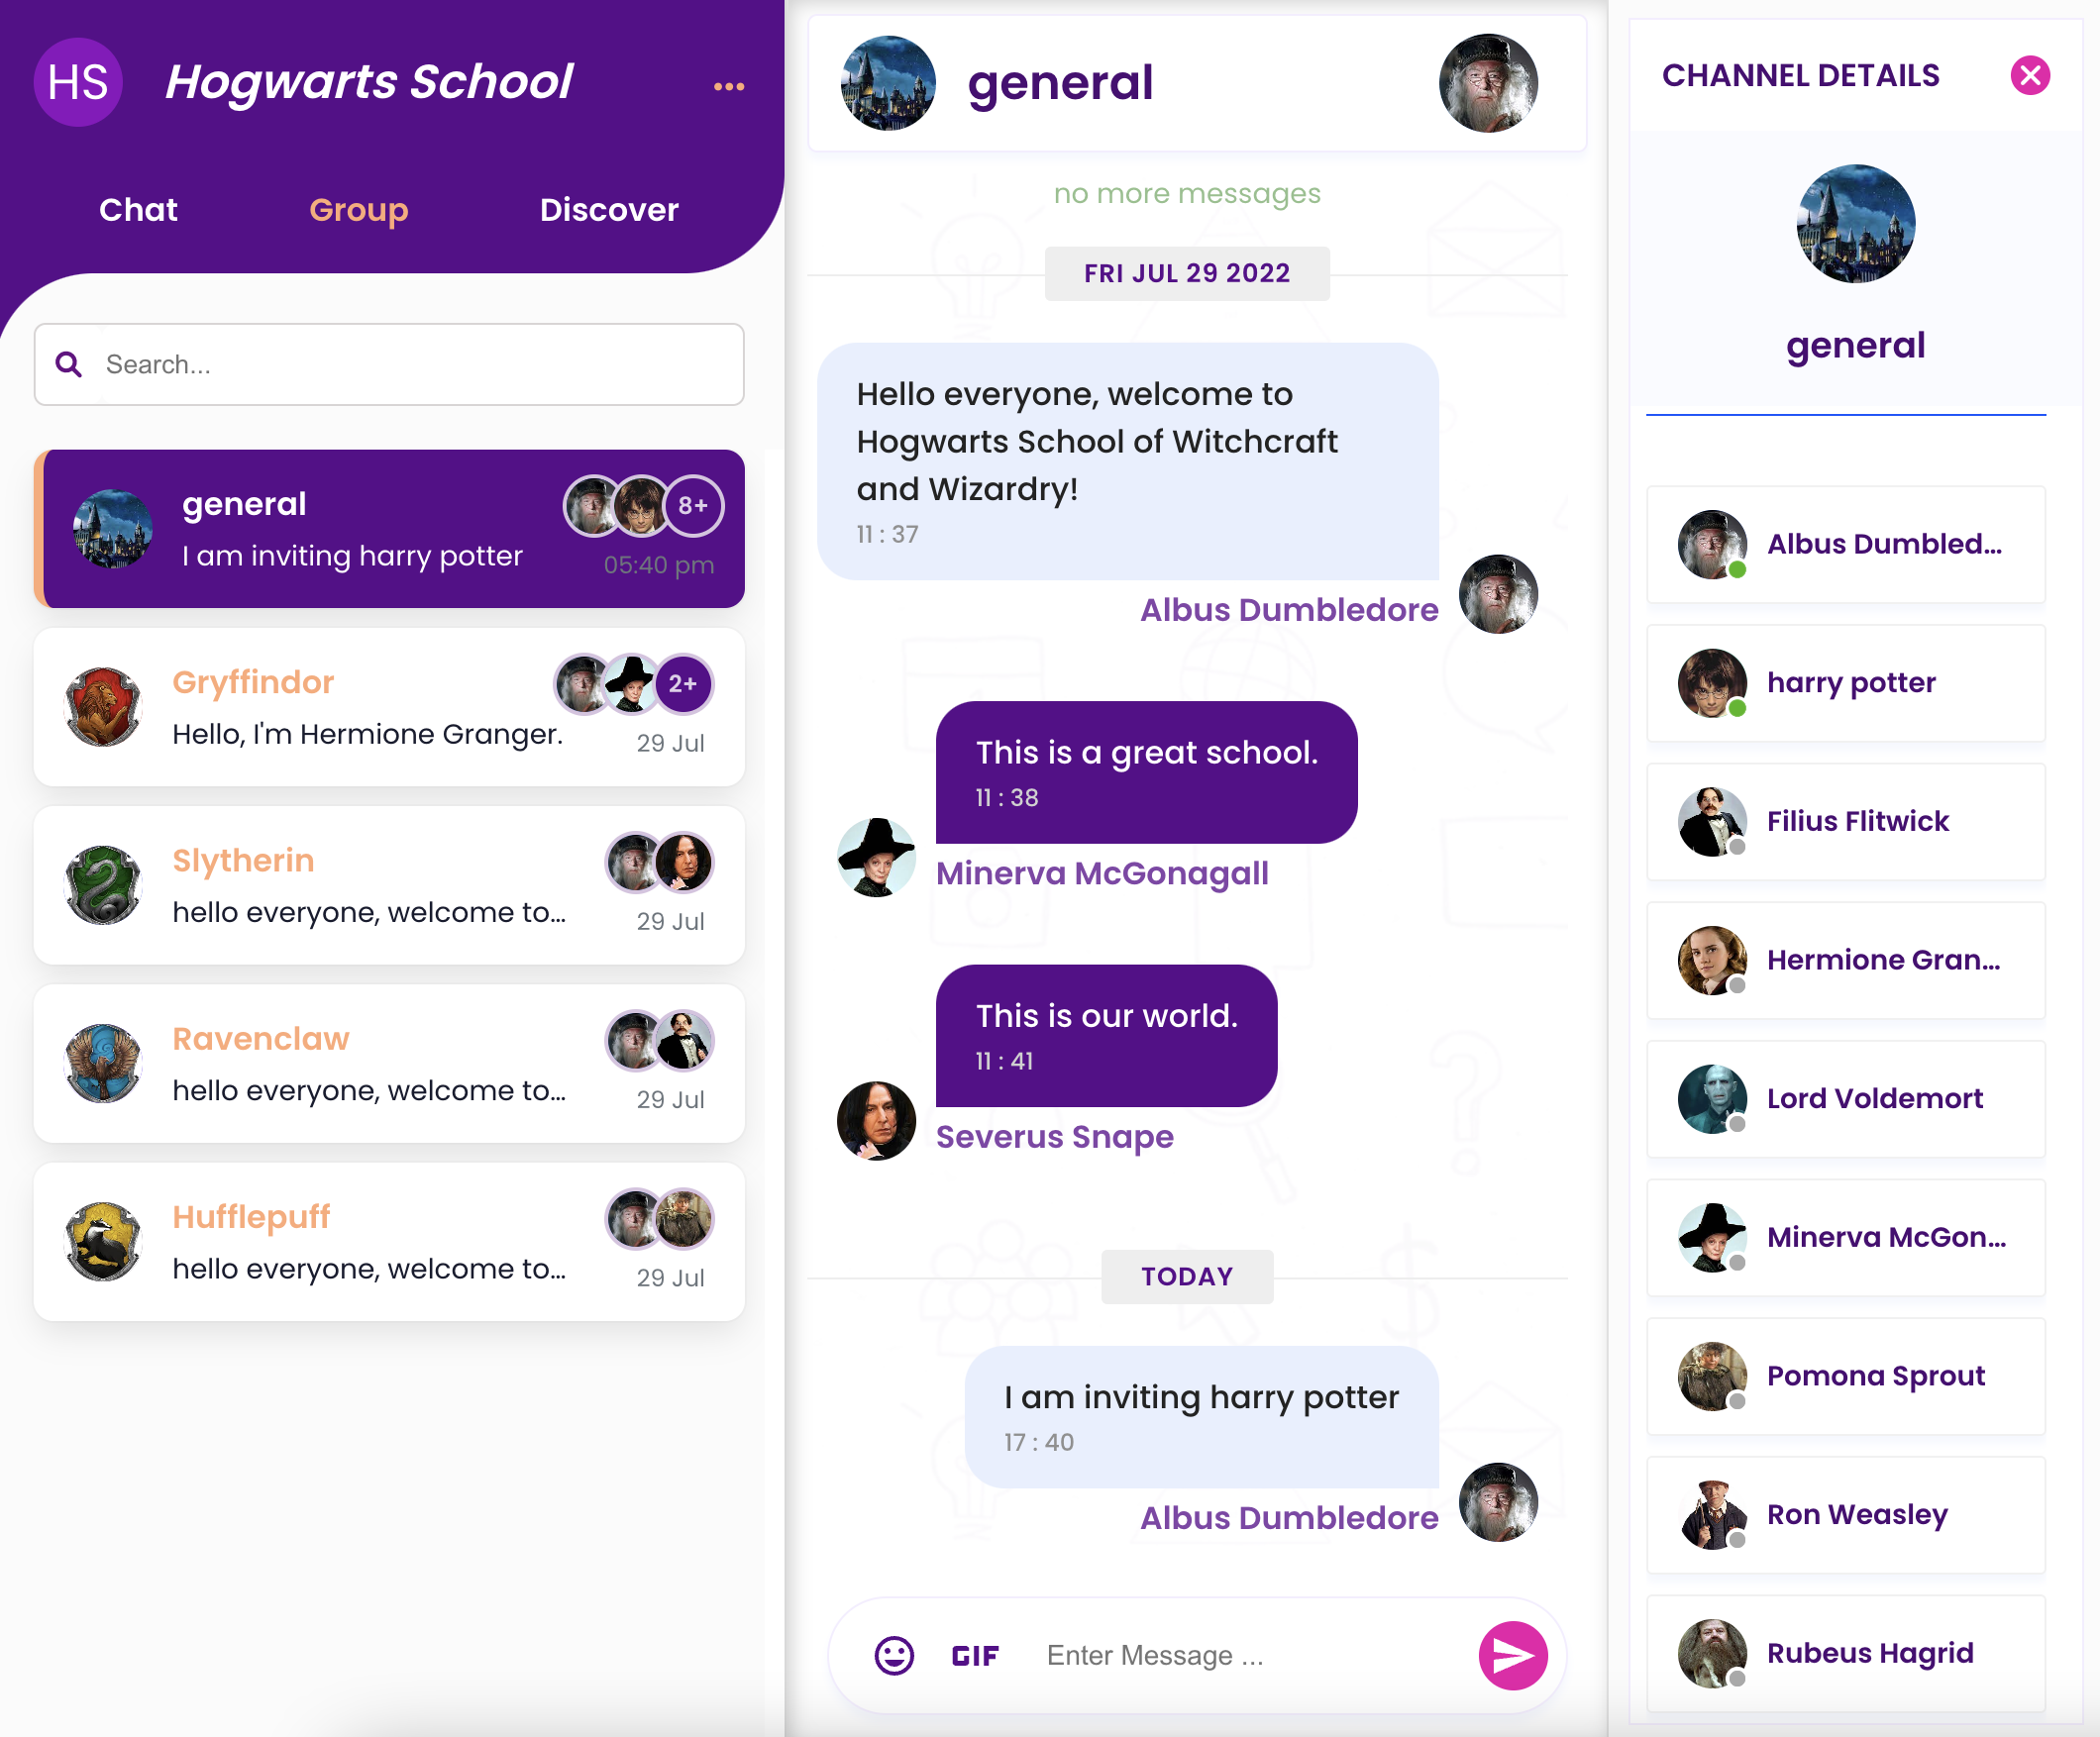 HS
Hogwarts School
Chat
Group
Discover
Search...
general
8+
I am inviting harry potter
05:40 pm
Gryffindor
2+
Hello, I'm Hermione Granger.
29 Jul
Slytherin
hello everyone, welcome to...
29 Jul
Ravenclaw
hello everyone, welcome to...
29 Jul
Hufflepuff
hello everyone, welcome to...
29 Jul
general
no more messages
FRI JUL 29 2022
Hello everyone, welcome to
Hogwarts School of Witchcraft
and Wizardry!
11 : 37
Albus Dumbledore
This is a great school.
11 : 38
Minerva McGonagall
This is our world.
11 : 41
Severus Snape
TODAY
I am inviting harry potter
17 : 40
Albus Dumbledore
GIF
Enter Message ...
CHANNEL DETAILS
general
Albus Dumbled...
harry potter
Filius Flitwick
Hermione Gran...
Lord Voldemort
Minerva McGon...
Pomona Sprout
Ron Weasley
Rubeus Hagrid